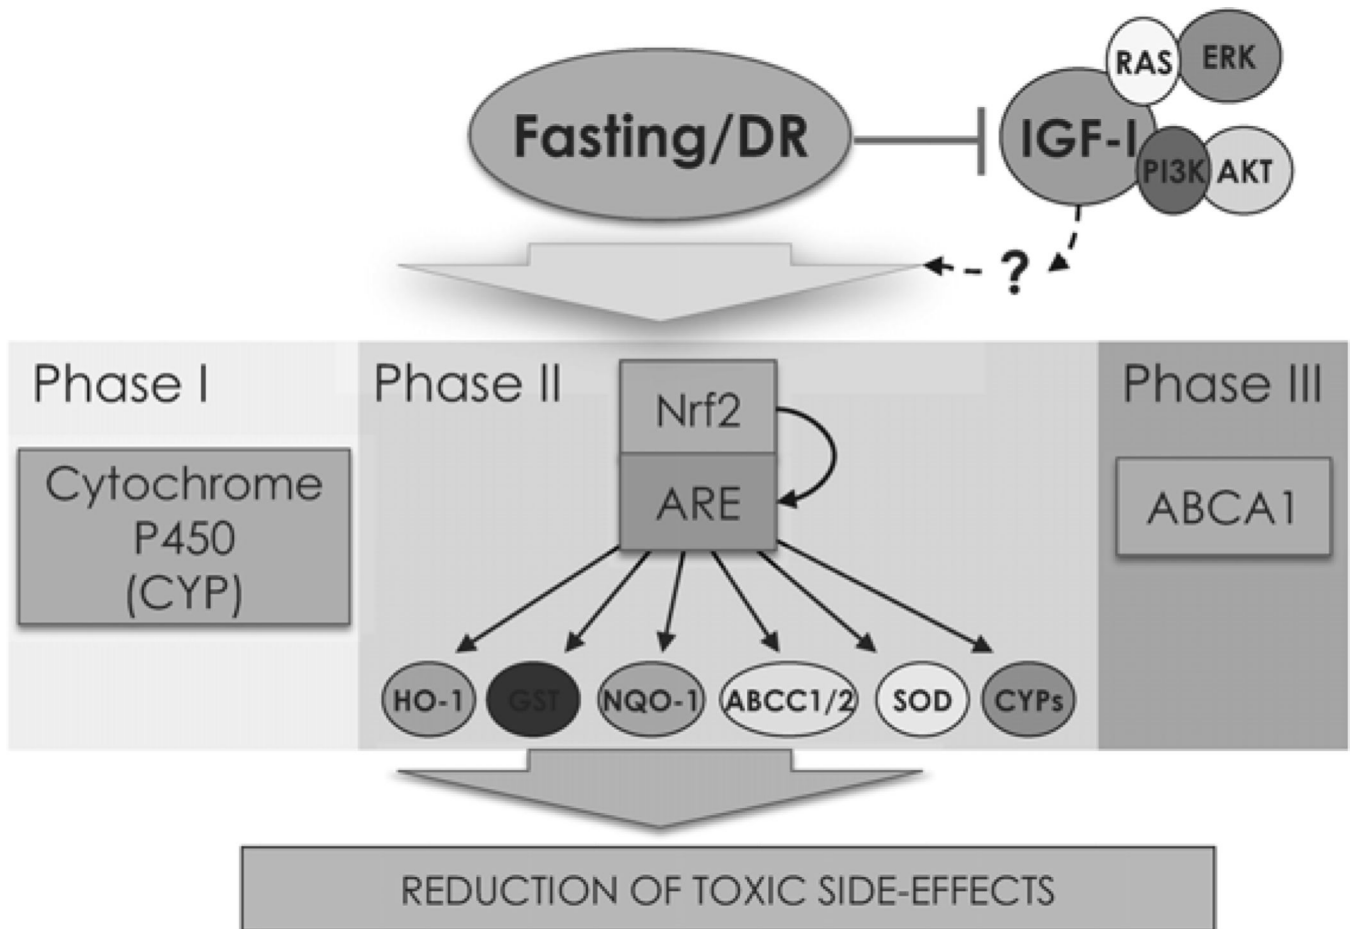 RAS
ERK
Fasting/DR
IGF-I
PI3K
AKT
?
Phase I
Phase II
Phase III
Nrf2
ARE
Cytochrome
P450
(CYP)
ABCA1
HO-1
GST
NQO-1
ABCC1/2
SOD
CYPs
REDUCTION OF TOXIC SIDE-EFFECTS